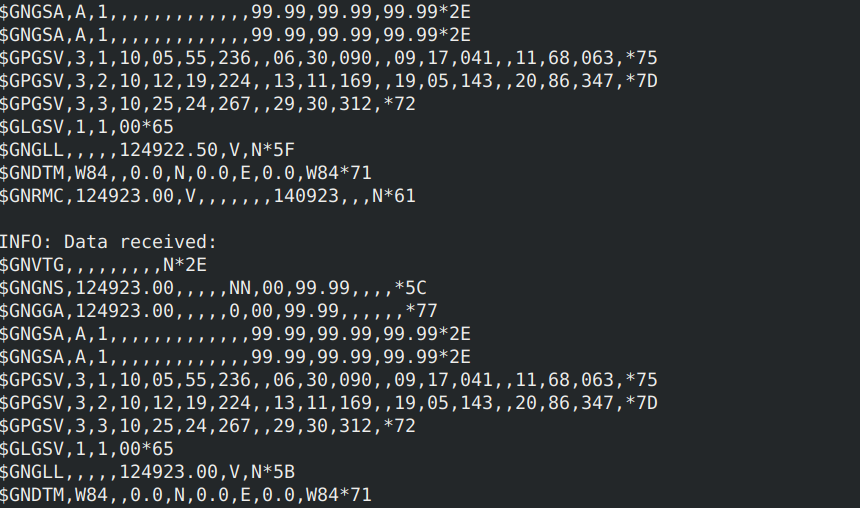 $GNGSA,A,1,,,,,,,,,,,,,99.99,99.99,99.99*2E
$GNGSA,A,1,,,,,,,,,,,,,99.99,99.99,99.99*2E
$GPGSV,3,1,10,05,55,236,,06,30,090,,09,17,041,,11,68,063,*75
$GPGSV,3,2,10,12,19,224,,13,11,169,,19,05,143,,20,86,347,*7D
$GPGSV,3,3,10,25,24,267,,29,30,312,*72
$GLGSV,1,1,00*65
$GNGLL,,,,,124922.50,V,N*5F
$GNDTM,W84,,0.0,N,0.0,E,0.0,W84*71
$GNRMC,124923.00,V,,,,,,,140923,,,N*61
INFO: Data received:
$GNVTG,,,,,,,,,N*2E
$GNGNS,124923.00,,,,,NN,00,99.99,,,,*5C
$GNGGA,124923.00,,,,,0,00,99.99,,,,,,*77
$GNGSA,A,1,,,,,,,,,,,,,99.99,99.99,99.99*2E
$GNGSA,A,1,,,,,,,,,,,,,99.99,99.99,99.99*2E
$GPGSV,3,1,10,05,55,236,,06,30,090,,09,17,041,,11,68,063,*75
$GPGSV,3,2,10,12,19,224,,13,11,169,,19,05,143,,20,86,347,*7D
$GPGSV,3,3,10,25,24,267,,29,30,312,*72
$GLGSV,1,1,00*65
$GNGLL,,,,,124923.00,V,N*5B
$GNDTM,W84,,0.0,N,0.0,E,0.0,W84*71